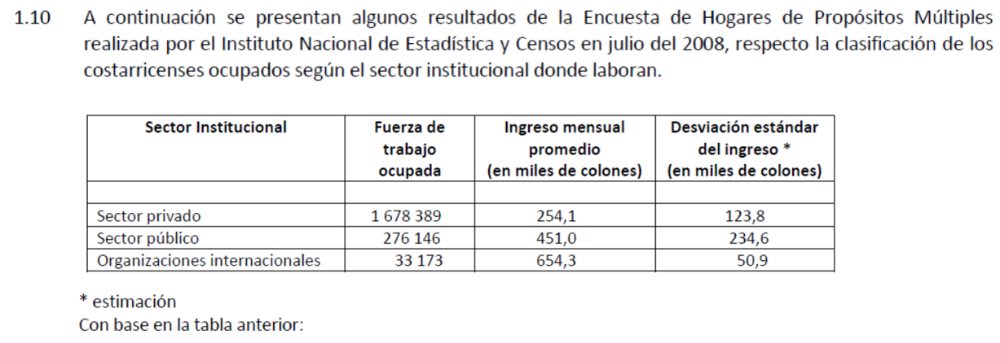 1.10 A continuación se presentan algunos resultados de la Encuesta de Hogares de Propósitos Múltiples
realizada por el Instituto Nacional de Estadística y Censos en julio del 2008, respecto la clasificación de los
costarricenses ocupados según el sector institucional donde laboran.
Sector Institucional Fuerza de Ingreso mensual Desviación estándar
trabajo promedio del ingreso *
ocupada (en miles de colones) (en miles de colones)
Sector privado 1 678 389 254,1 123,8
Sector público 276 146 451,0 234,6
Organizaciones internacionales 33 173 654,3 50,9
* estimación
Con base en la tabla anterior: